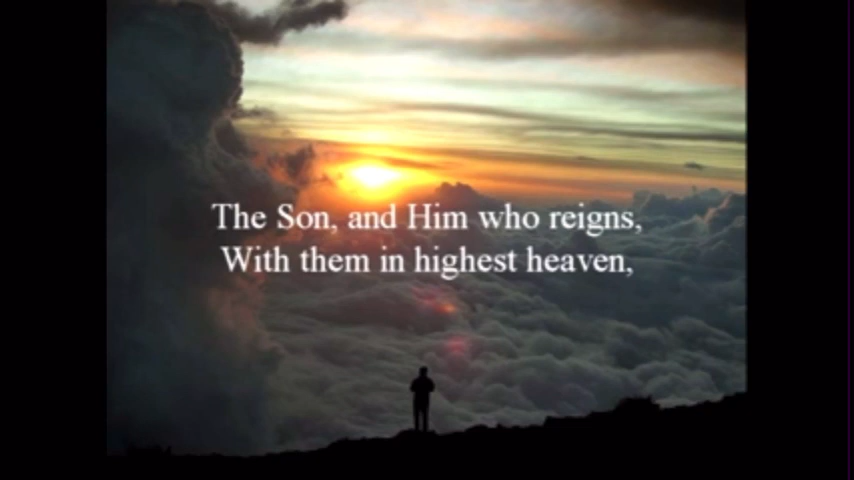 The Son, and Him who reigns,
With them in highest heaven,